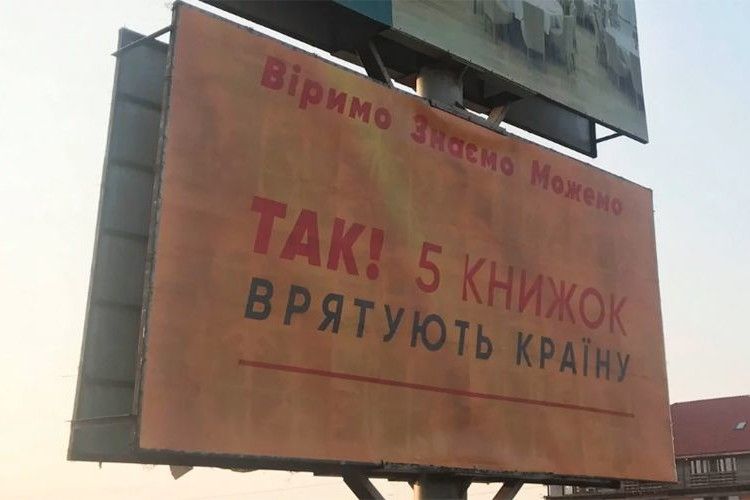 Віримо Знаємо Можемо
ТАК! 5 КНИЖОК
ВРЯТУЮТЬ КРАЇНУ